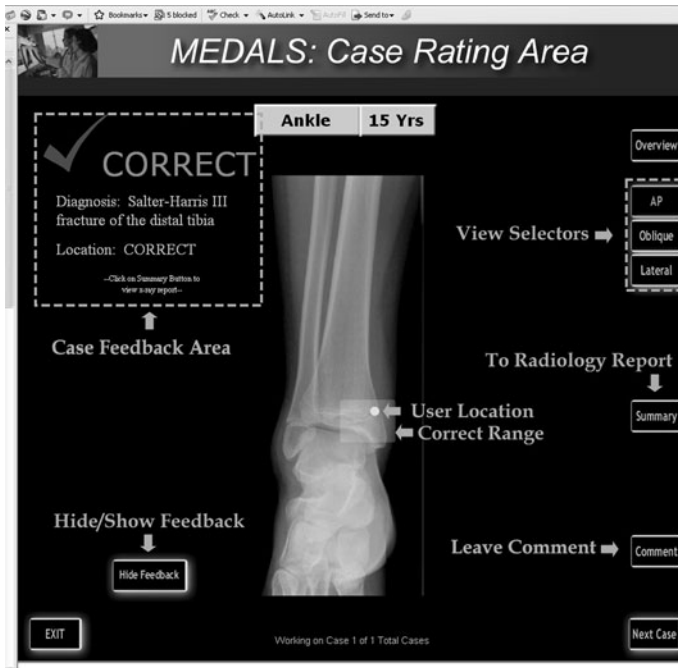 Bookmarks
5 blocked
Check
AutoLink
AutoFill
Send to
MEDALS: Case Rating Area
Ankle
15 Yrs
CORRECT
Diagnosis: Salter-Harris III
fracture of the distal tibia
Location: CORRECT
--Click on Summary Button to
view x-ray report--
Case Feedback Area
Overview
View Selectors
AP
Oblique
Lateral
To Radiology Report
Summary
User Location
Correct Range
Hide/Show Feedback
Hide Feedback
Leave Comment
Comment
EXIT
Working on Case 1 of 1 Total Cases
Next Case